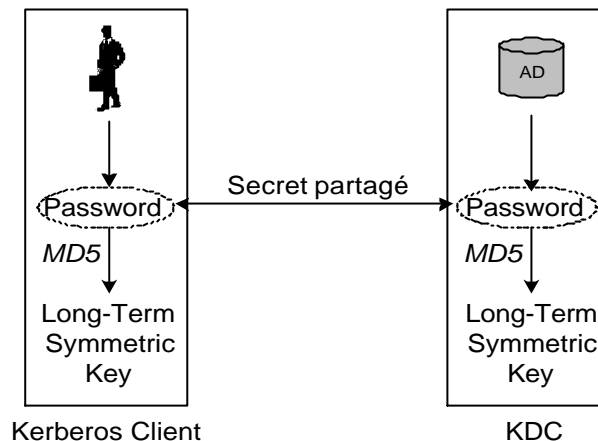 AD
Secret partagé
Password
Password
MD5
MD5
Long-Term
Symmetric
Key
Long-Term
Symmetric
Key
Kerberos Client
KDC